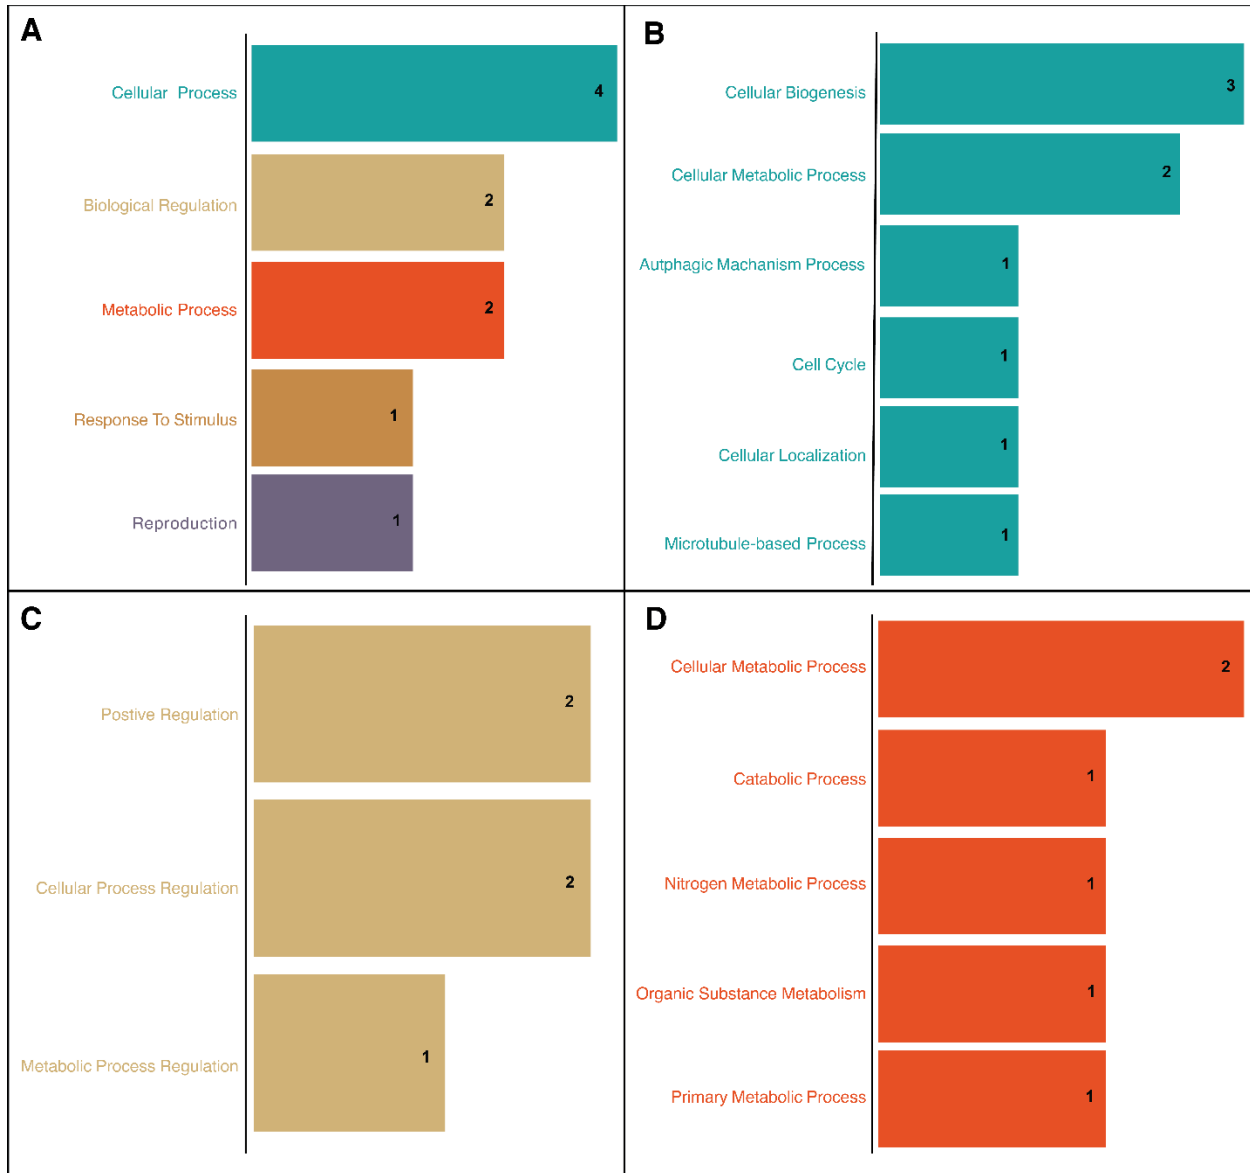 A
Cellular Process
4
Biological Regulation
2
Metabolic Process
2
Response To Stimulus
1
Reproduction
1
B
Cellular Biogenesis
3
Cellular Metabolic Process
2
Autphagic Machanism Process
1
Cell Cycle
1
Cellular Localization
1
Microtubule-based Process
1
C
Postive Regulation
2
Cellular Process Regulation
2
Metabolic Process Regulation
1
D
Cellular Metabolic Process
2
Catabolic Process
1
Nitrogen Metabolic Process
1
Organic Substance Metabolism
1
Primary Metabolic Process
1